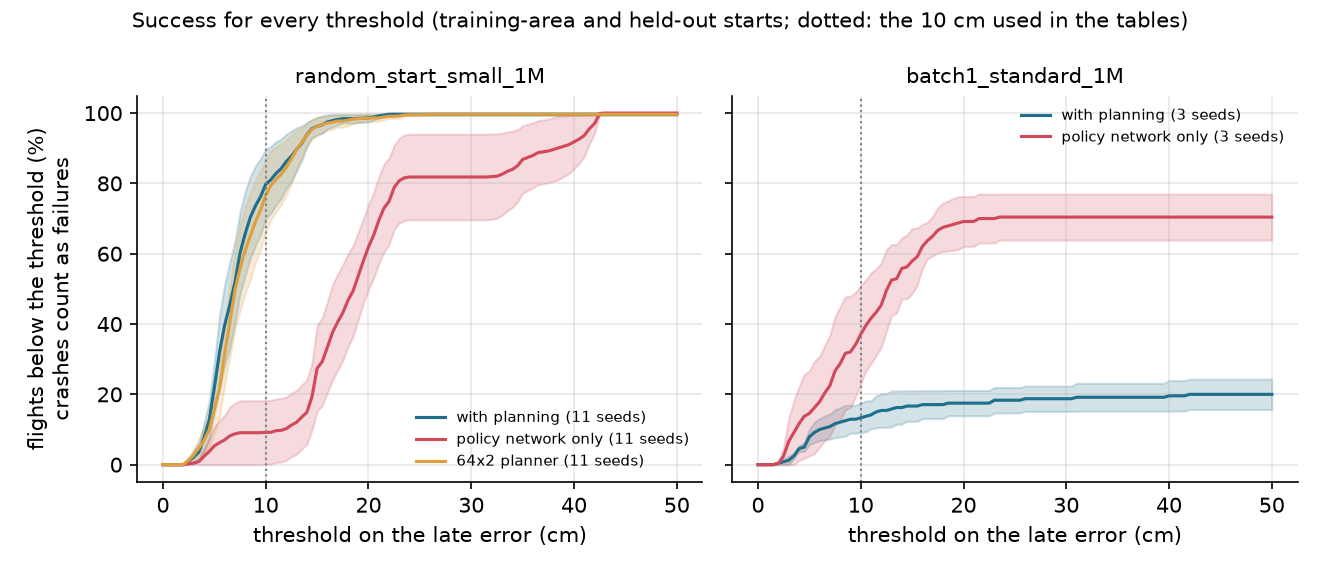 Success for every threshold (training-area and held-out starts; dotted: the 10 cm used in the tables)
random_start_small_1M
batch1_standard_1M
flights below the threshold (%)
crashes count as failures
100
80
60
40
20
0
with planning (11 seeds)
policy network only (11 seeds)
64x2 planner (11 seeds)
with planning (3 seeds)
policy network only (3 seeds)
0 10 20 30 40 50
0 10 20 30 40 50
threshold on the late error (cm)
threshold on the late error (cm)